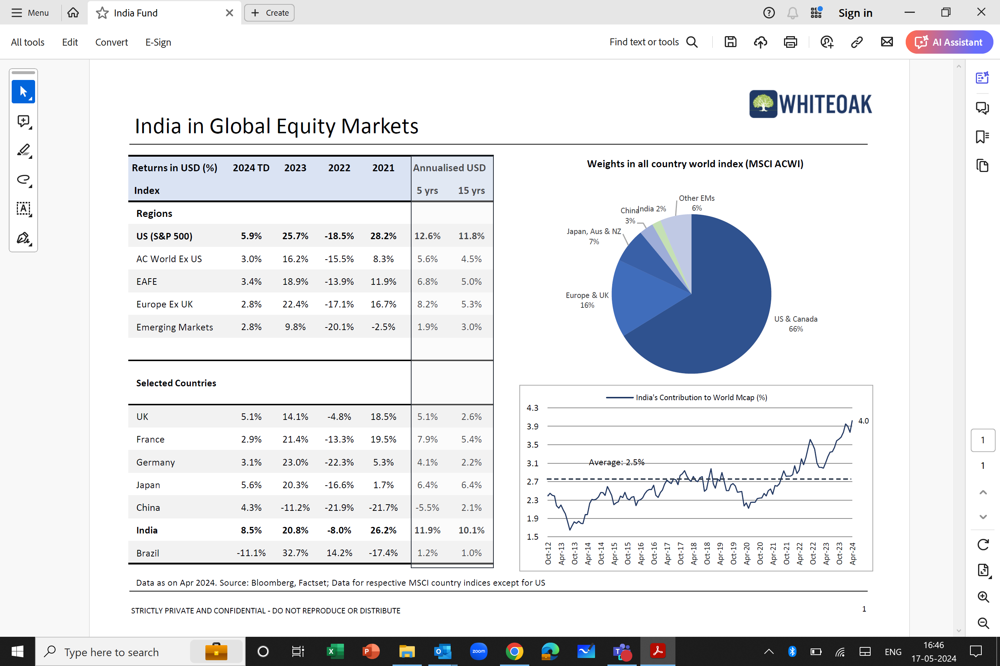 Menu
India Fund
Create
Sign in
All tools Edit Convert E-Sign
Find text or tools
AI Assistant
WHITEOAK
India in Global Equity Markets
Returns in USD (%) 2024 TD 2023 2022 2021 Annualised USD
Index 5 yrs 15 yrs
Regions
US (S&P 500) 5.9% 25.7% -18.5% 28.2% 12.6% 11.8%
AC World Ex US 3.0% 16.2% -15.5% 8.3% 5.6% 4.5%
EAFE 3.4% 18.9% -13.9% 11.9% 6.8% 5.0%
Europe Ex UK 2.8% 22.4% -17.1% 16.7% 8.2% 5.3%
Emerging Markets 2.8% 9.8% -20.1% -2.5% 1.9% 3.0%
Selected Countries
UK 5.1% 14.1% -4.8% 18.5% 5.1% 2.6%
France 2.9% 21.4% -13.3% 19.5% 7.9% 5.4%
Germany 3.1% 23.0% -22.3% 5.3% 4.1% 2.2%
Japan 5.6% 20.3% -16.6% 1.7% 6.4% 6.4%
China 4.3% -11.2% -21.9% -21.7% -5.5% 2.1%
India 8.5% 20.8% -8.0% 26.2% 11.9% 10.1%
Brazil -11.1% 32.7% 14.2% -17.4% 1.2% 1.0%
Weights in all country world index (MSCI ACWI)
Other EMs
6%
India 2%
China
3%
Japan, Aus & NZ
7%
Europe & UK
16%
US & Canada
66%
India's Contribution to World Mcap (%)
4.3
4.0
3.9
3.5
Average: 2.5%
3.1
2.7
2.3
1.9
1.5
Oct-12 Apr-13 Oct-13 Apr-14 Oct-14 Apr-15 Oct-15 Apr-16 Oct-16 Apr-17 Oct-17 Apr-18 Oct-18 Apr-19 Oct-19 Apr-20 Oct-20 Apr-21 Oct-21 Apr-22 Oct-22 Apr-23 Oct-23 Apr-24
Data as on Apr 2024. Source: Bloomberg, Factset; Data for respective MSCI country indices except for US
STRICTLY PRIVATE AND CONFIDENTIAL - DO NOT REPRODUCE OR DISTRIBUTE
1
1
1
Type here to search
zoom
ENG
16:46
17-05-2024